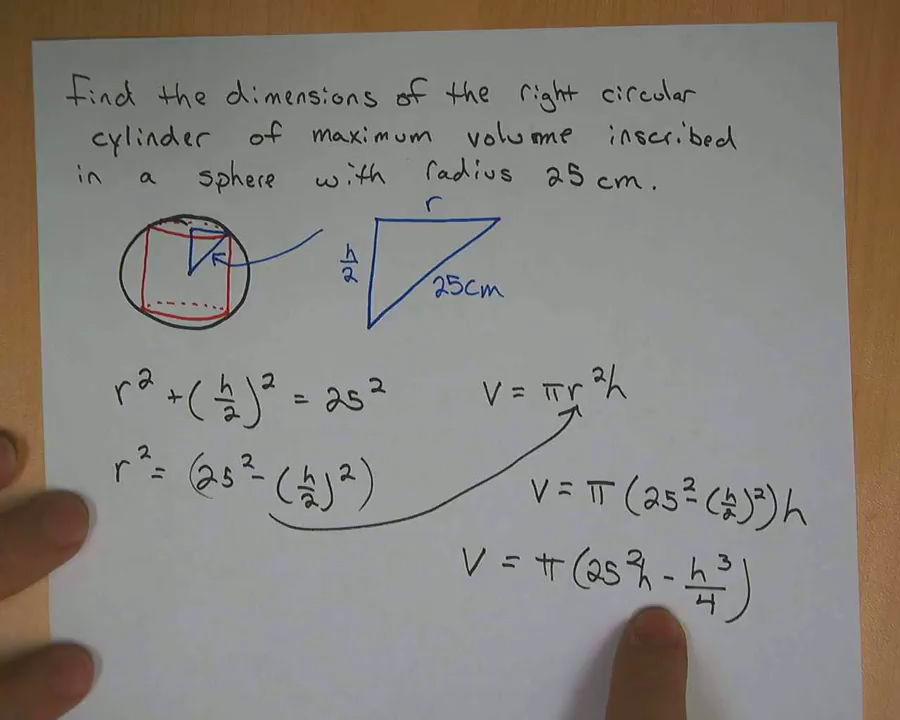 Find the dimensions of the right circular
cylinder of maximum volume inscribed
in a sphere with radius 25 cm.
r
h/2
25cm
r² + (h/2)² = 25²
V = πr²h
r² = (25² - (h/2)²)
V = π (25² - (h/2)²)h
V = π(25²h - h³/4)